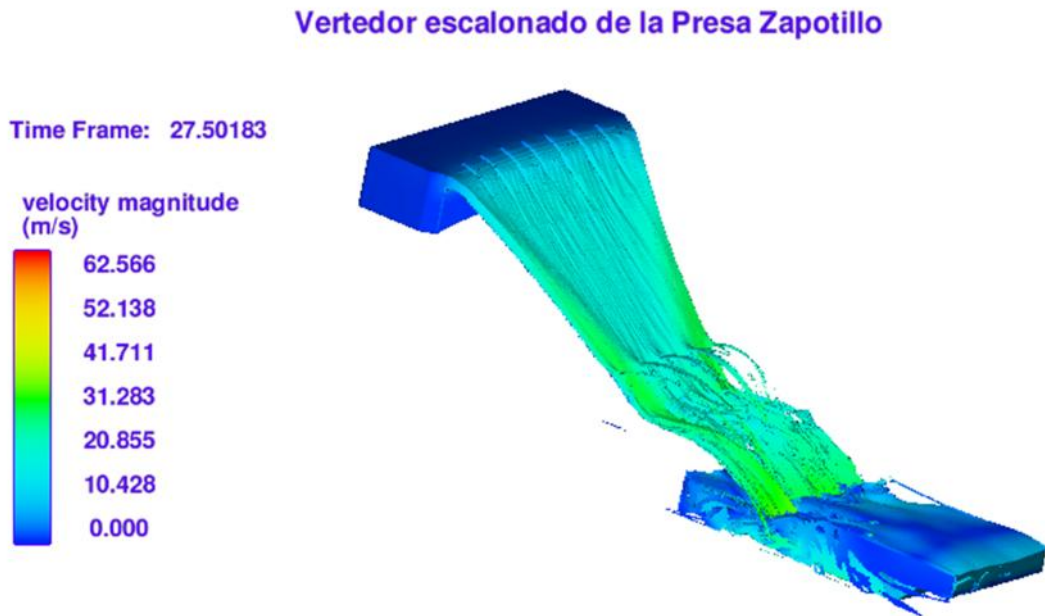 Vertedor escalonado de la Presa Zapotillo
Time Frame: 27.50183
velocity magnitude
(m/s)
62.566
52.138
41.711
31.283
20.855
10.428
0.000